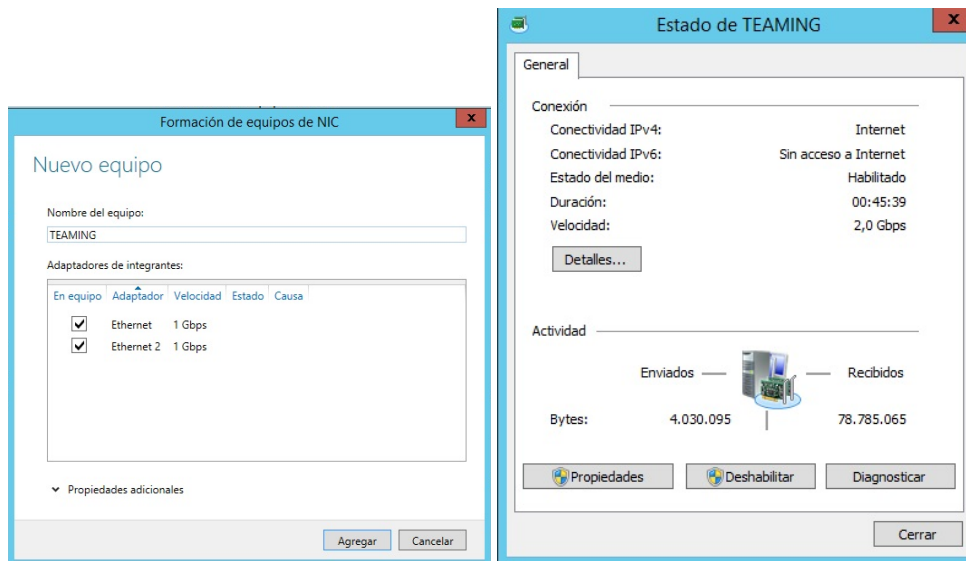 Formación de equipos de NIC
x
Nuevo equipo
Nombre del equipo:
TEAMING
Adaptadores de integrantes:
En equipo Adaptador Velocidad Estado Causa
Ethernet 1 Gbps
Ethernet 2 1 Gbps
Propiedades adicionales
Agregar Cancelar
Estado de TEAMING
x
General
Conexión
Conectividad IPv4: Internet
Conectividad IPv6: Sin acceso a Internet
Estado del medio: Habilitado
Duración: 00:45:39
Velocidad: 2,0 Gbps
Detalles...
Actividad
Enviados Recibidos
Bytes: 4.030.095 78.785.065
Propiedades Deshabilitar Diagnosticar
Cerrar